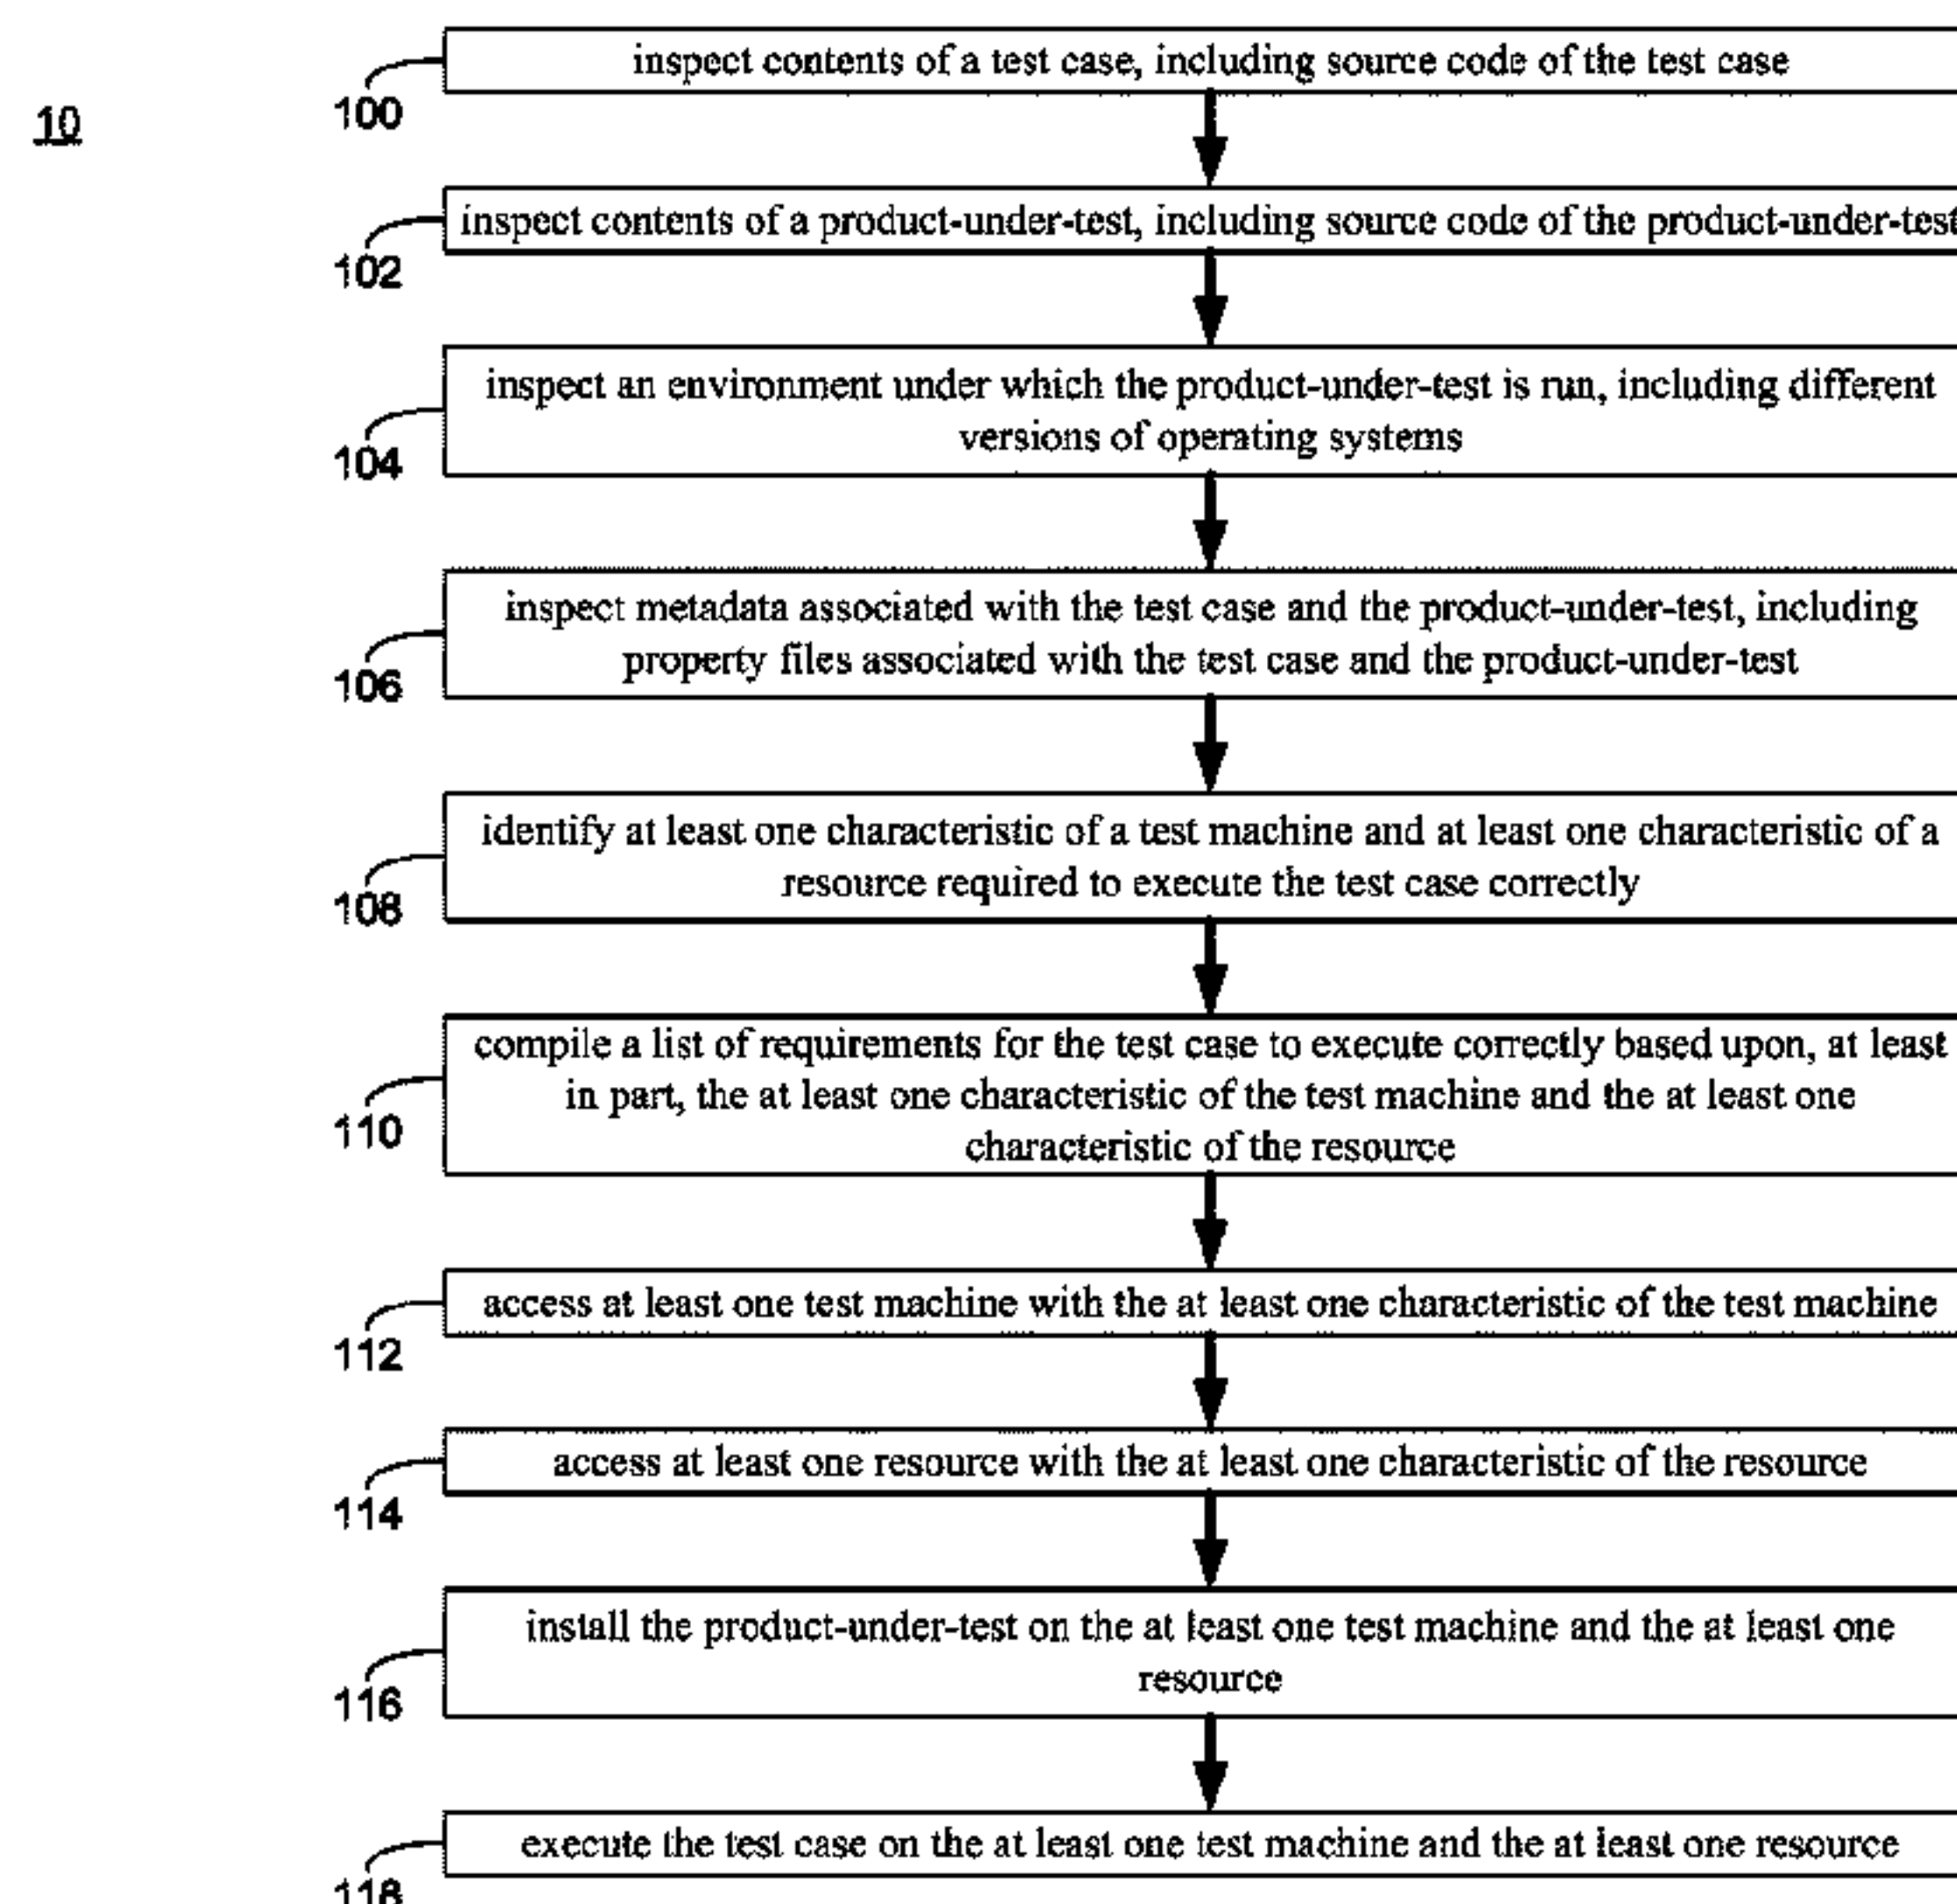 inspect contents of a test case, including source code of the test case
100
10
inspect contents of a product-under-test, including source code of the product-under-test
102
inspect an environment under which the product-under-test is run, including different
versions of operating systems
104
inspect metadata associated with the test case and the product-under-test, including
property files associated with the test case and the product-under-test
106
identify at least one characteristic of a test machine and at least one characteristic of a
resource required to execute the test case correctly
108
compile a list of requirements for the test case to execute correctly based upon, at least
in part, the at least one characteristic of the test machine and the at least one
characteristic of the resource
110
access at least one test machine with the at least one characteristic of the test machine
112
access at least one resource with the at least one characteristic of the resource
114
install the product-under-test on the at least one test machine and the at least one
resource
116
execute the test case on the at least one test machine and the at least one resource
118